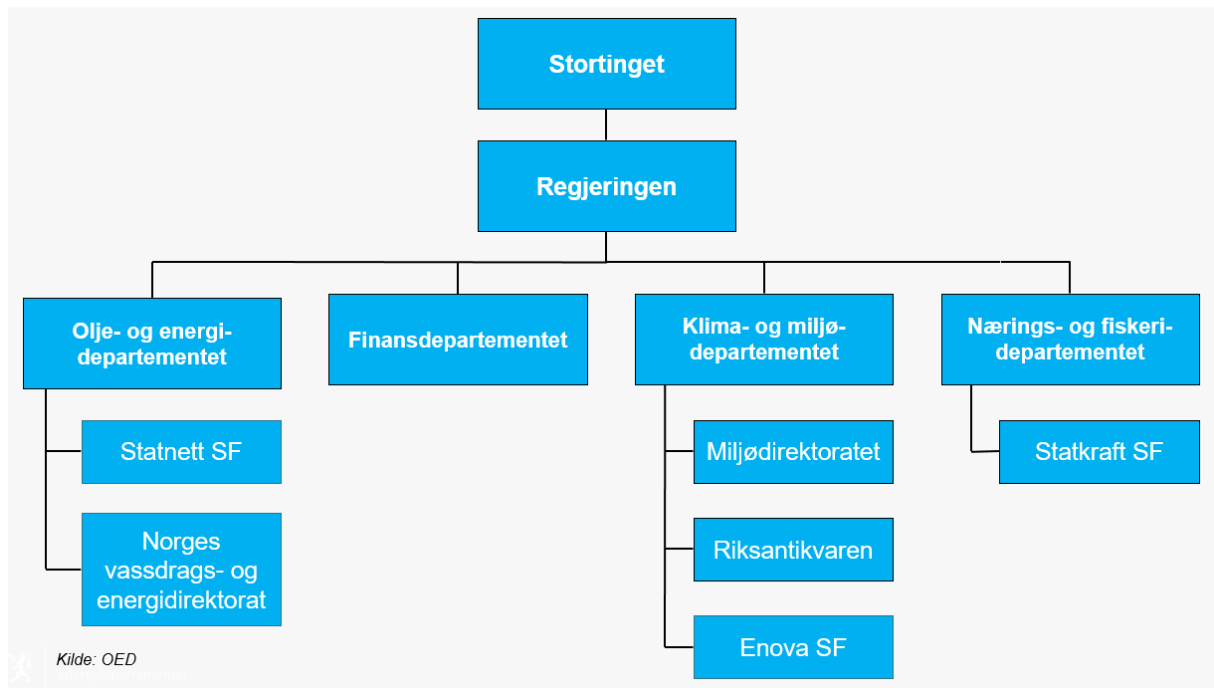 Stortinget
Regjeringen
Olje- og energi-
departementet
Finansdepartementet
Klima- og miljø-
departementet
Nærings- og fiskeri-
departementet
Statnett SF
Miljødirektoratet
Statkraft SF
Norges
vassdrags- og
energidirektorat
Riksantikvaren
Enova SF
Kilde: OED